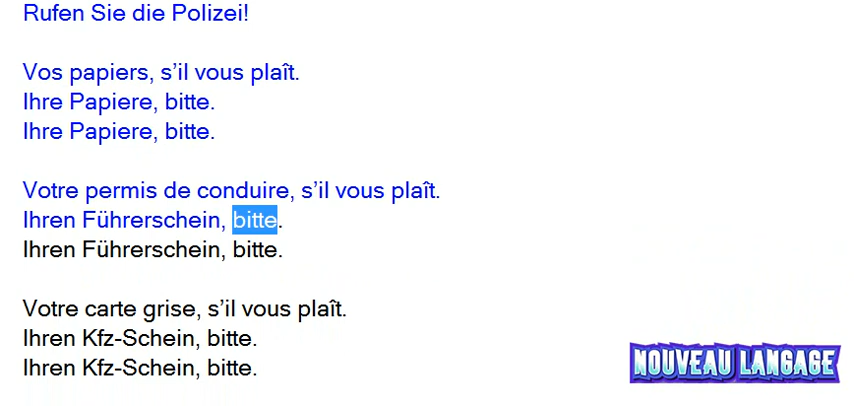 Rufen Sie die Polizei!
Vos papiers, s’il vous plaît.
Ihre Papiere, bitte.
Ihre Papiere, bitte.
Votre permis de conduire, s’il vous plaît.
Ihren Führerschein, bitte.
Ihren Führerschein, bitte.
Votre carte grise, s’il vous plaît.
Ihren Kfz-Schein, bitte.
Ihren Kfz-Schein, bitte.
NOUVEAU LANGAGE